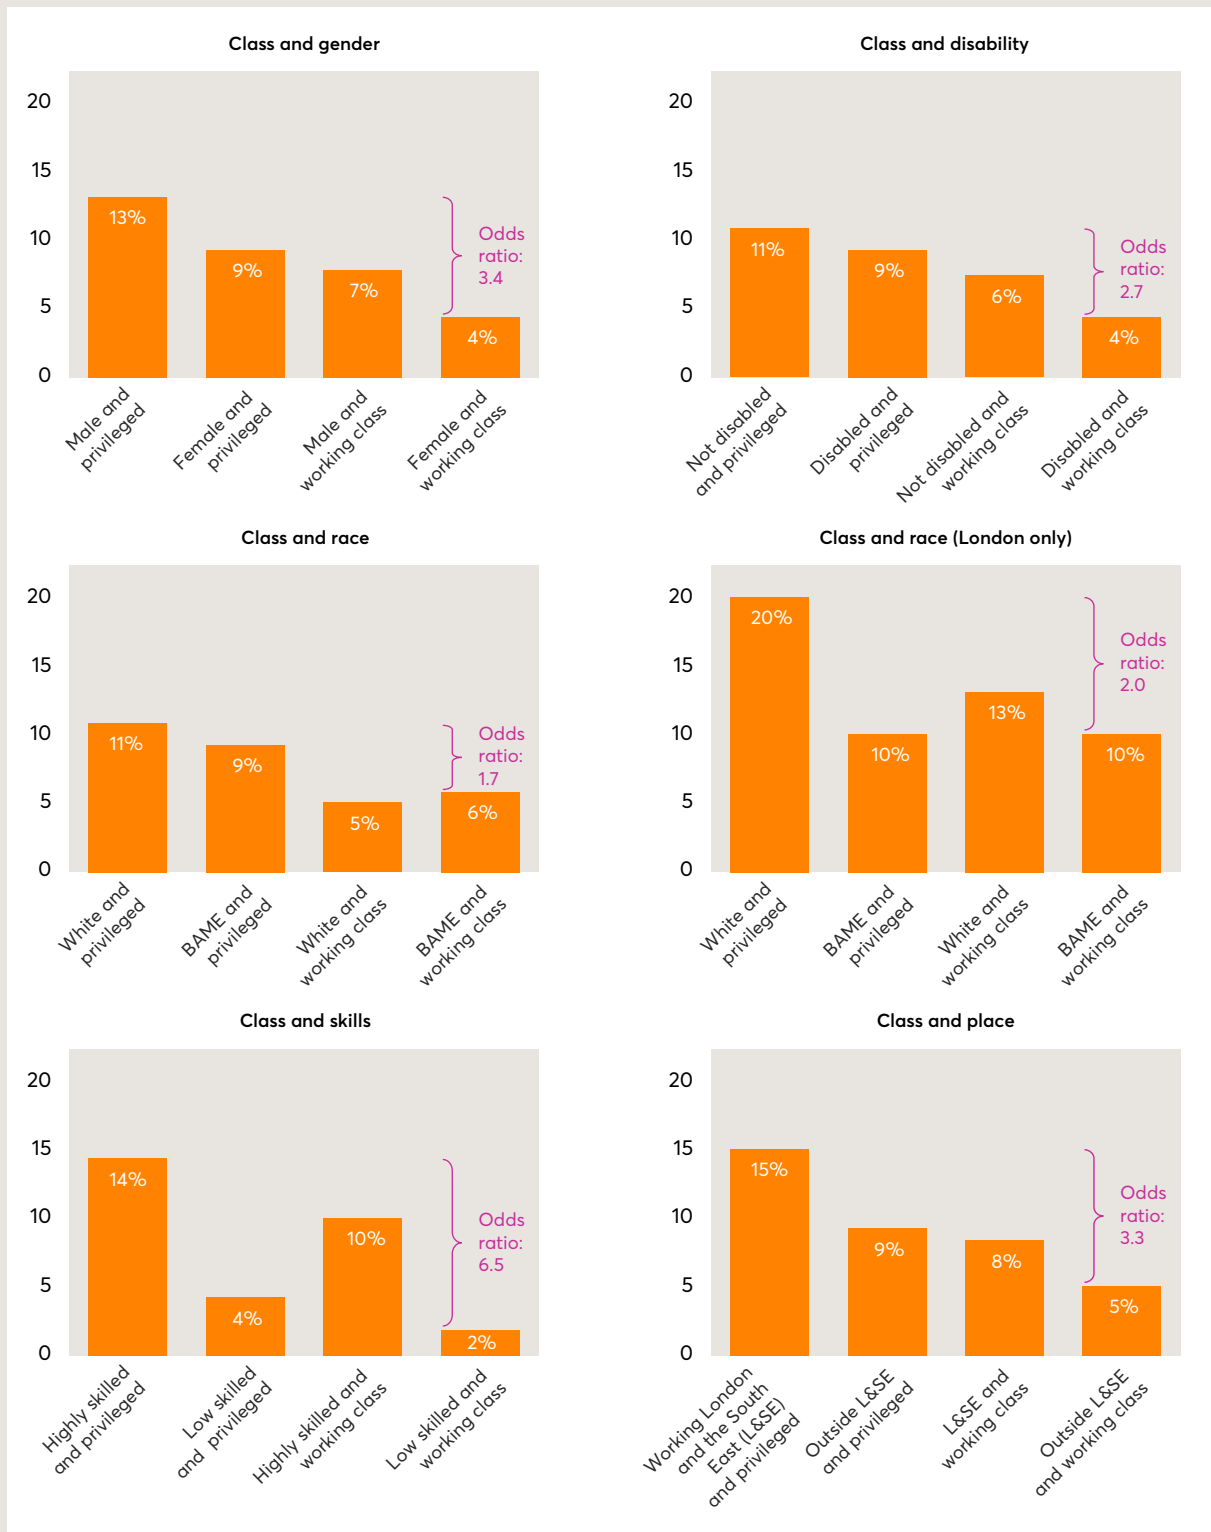 Class and gender
20
15
10
5
0
13%
9%
7%
4%
Odds
ratio:
3.4
Male and
privileged
Female and
privileged
Male and
working class
Female and
working class
Class and disability
20
15
10
5
0
11%
9%
6%
4%
Odds
ratio:
2.7
Not disabled
and privileged
Disabled and
privileged
Not disabled and
working class
Disabled and
working class
Class and race
20
15
10
5
0
11%
9%
5%
6%
Odds
ratio:
1.7
White and
privileged
BAME and
privileged
White and
working class
BAME and
working class
Class and race (London only)
20
15
10
5
0
20%
10%
13%
10%
Odds
ratio:
2.0
White and
privileged
BAME and
privileged
White and
working class
BAME and
working class
Class and skills
20
15
10
5
0
14%
4%
10%
2%
Odds
ratio:
6.5
Highly skilled
and privileged
Low skilled
and privileged
Highly skilled and
working class
Low skilled and
working class
Class and place
20
15
10
5
0
15%
9%
8%
5%
Odds
ratio:
3.3
Working London
and the South
East (L&SE)
and privileged
Outside L&SE
and privileged
L&SE and
working class
Outside L&SE
and working class